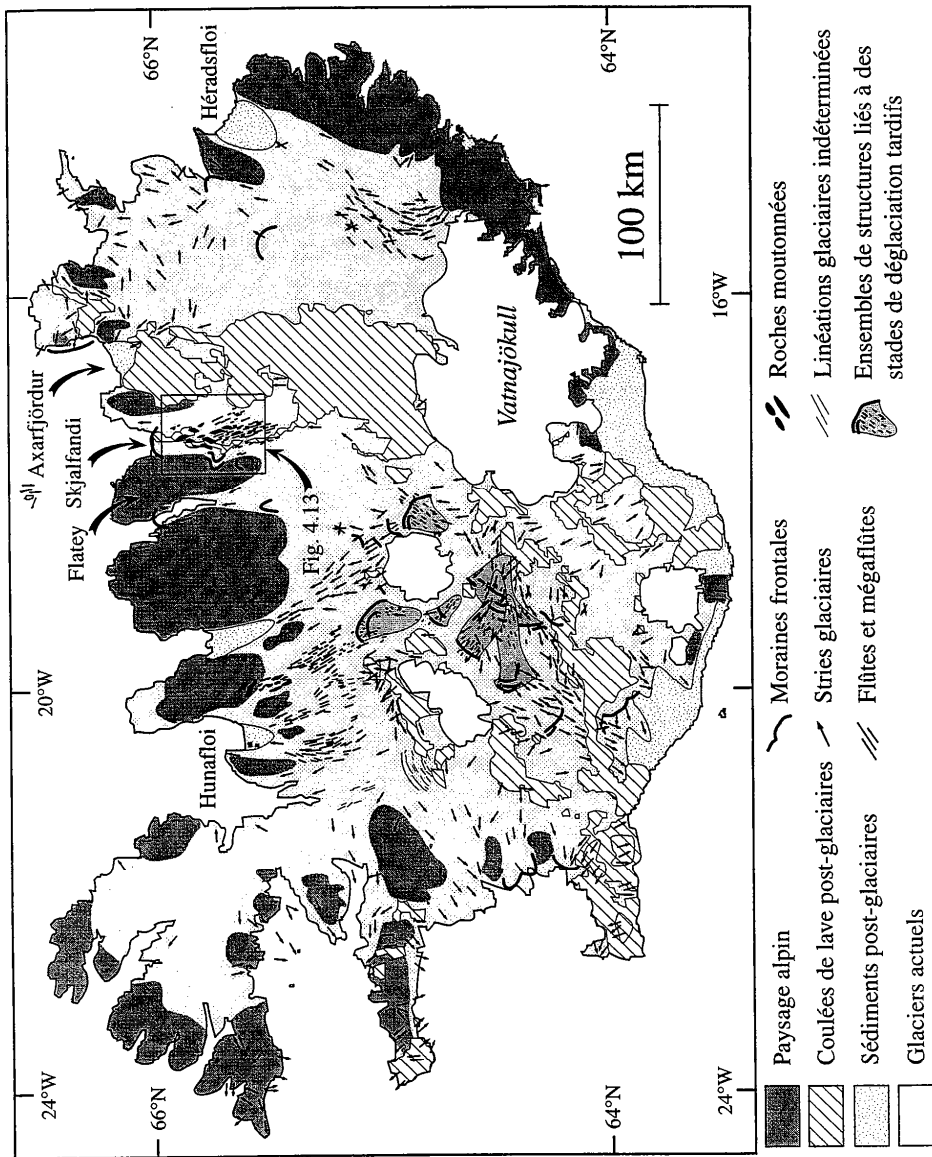 24°W
20°W
Hunafloi
Flatey
Skjalfandi
Axarfjördur
Héradsfloi
66°N
66°N
Fig. 4.13
Vatnajökull
100 km
64°N
64°N
24°W
16°W
Paysage alpin
Coulées de lave post-glaciaires
Sédiments post-glaciaires
Glaciers actuels
Moraines frontales
Stries glaciaires
Flûtes et mégaflûtes
Roches moutonnées
Linéations glaciaires indéterminées
Ensembles de structures liés à des
stades de déglaciation tardifs